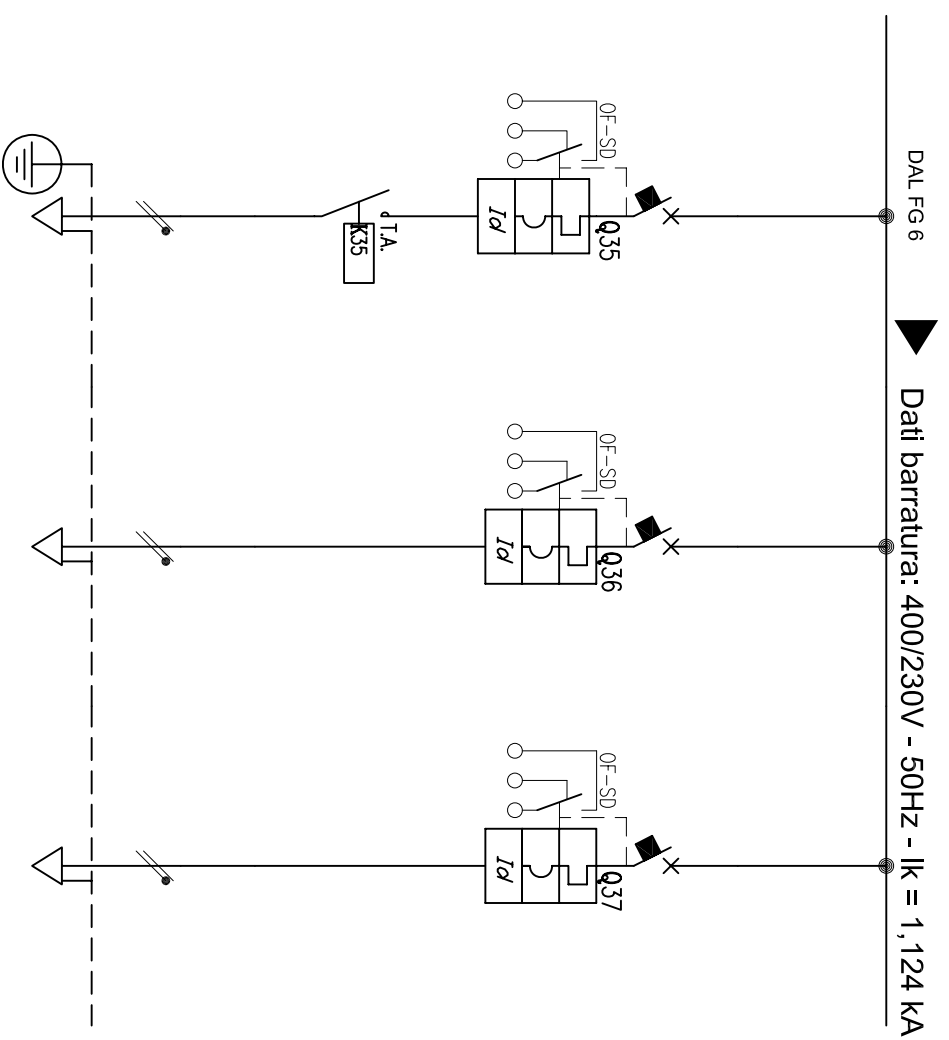 DAL FG 6
Dati barratura: 400/230V - 50Hz - Ik = 1,124 kA
OF-SD
Q35
Id
T.A.
K35
OF-SD
Q36
Id
OF-SD
Q37
Id